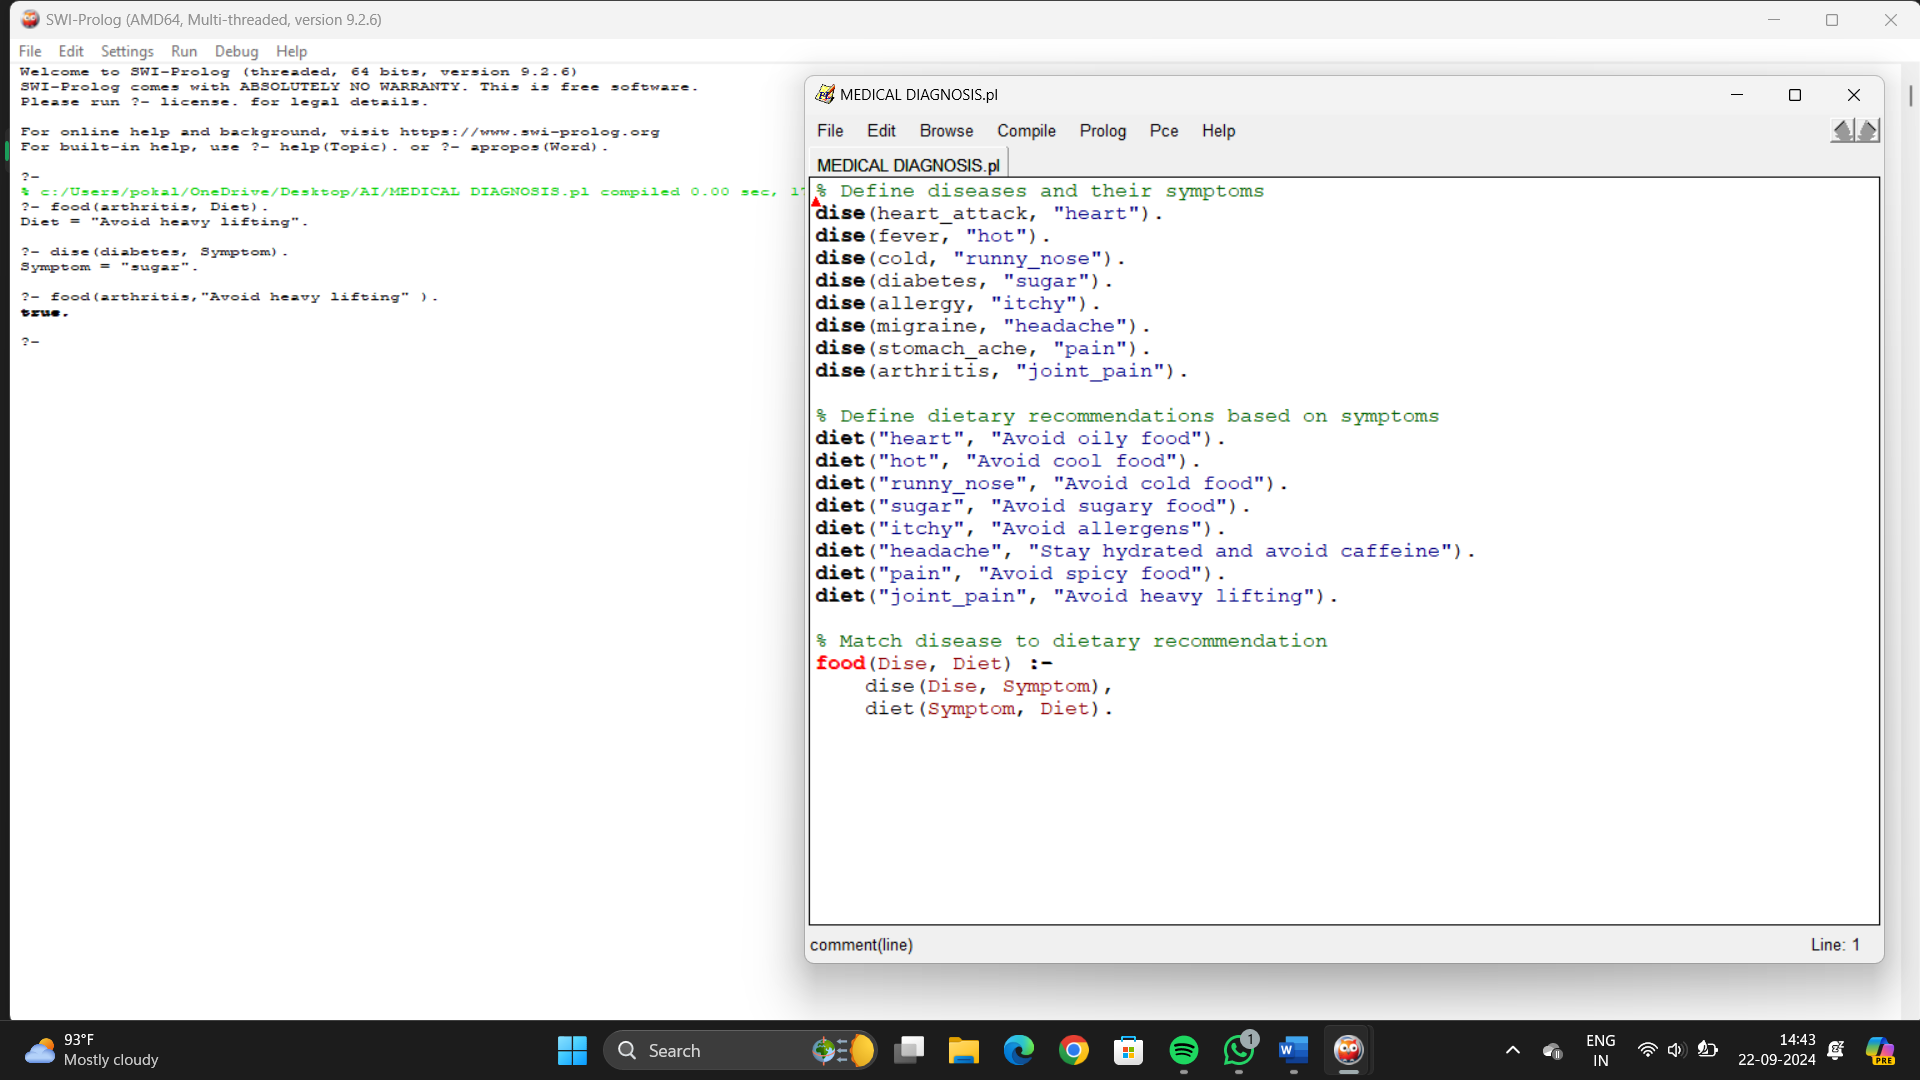 SWI-Prolog (AMD64, Multi-threaded, version 9.2.6)
File Edit Settings Run Debug Help
Welcome to SWI-Prolog (threaded, 64 bits, version 9.2.6)
SWI-Prolog comes with ABSOLUTELY NO WARRANTY. This is free software.
Please run ?- license. for legal details.
For online help and background, visit https://www.swi-prolog.org
For built-in help, use ?- help(Topic). or ?- apropos(Word).
?-
% c:/Users/pokal/OneDrive/Desktop/AI/MEDICAL DIAGNOSIS.pl compiled 0.00 sec,
?- food(arthritis, Diet).
Diet = "Avoid heavy lifting".
?- dise(diabetes, Symptom).
Symptom = "sugar".
?- food(arthritis,"Avoid heavy lifting" ).
true.
?-
MEDICAL DIAGNOSIS.pl
File Edit Browse Compile Prolog Pce Help
MEDICAL DIAGNOSIS.pl
% Define diseases and their symptoms
dise(heart_attack, "heart").
dise(fever, "hot").
dise(cold, "runny_nose").
dise(diabetes, "sugar").
dise(allergy, "itchy").
dise(migraine, "headache").
dise(stomach_ache, "pain").
dise(arthritis, "joint_pain").
% Define dietary recommendations based on symptoms
diet("heart", "Avoid oily food").
diet("hot", "Avoid cool food").
diet("runny_nose", "Avoid cold food").
diet("sugar", "Avoid sugary food").
diet("itchy", "Avoid allergens").
diet("headache", "Stay hydrated and avoid caffeine").
diet("pain", "Avoid spicy food").
diet("joint_pain", "Avoid heavy lifting").
% Match disease to dietary recommendation
food(Dise, Diet) :-
dise(Dise, Symptom),
diet(Symptom, Diet).
comment(line) Line: 1
93°F
Mostly cloudy
Search
1
W
ENG
IN
14:43
22-09-2024
PRE